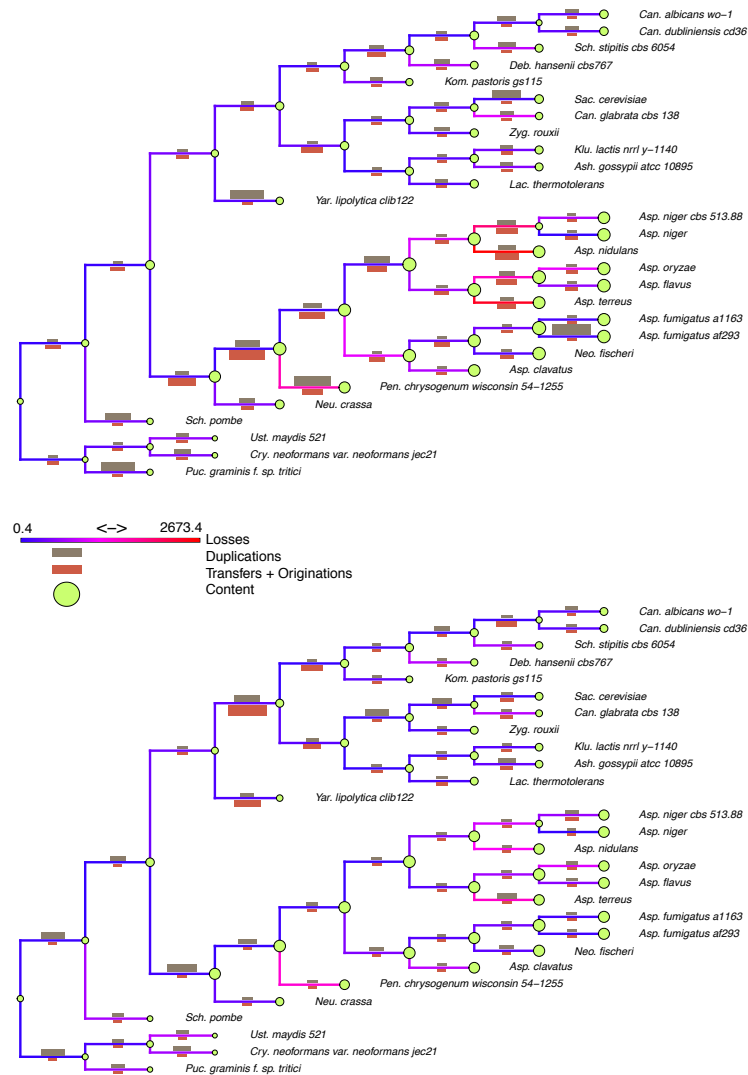 Can. albicans wo−1
Can. dubliniensis cd36
Sch. stipitis cbs 6054
Deb. hansenii cbs767
Kom. pastoris gs115
Sac. cerevisiae
Can. glabrata cbs 138
Zyg. rouxii
Klu. lactis nrrl y−1140
Ash. gossypii atcc 10895
Lac. thermotolerans
Yar. lipolytica clib122
Asp. niger cbs 513.88
Asp. niger
Asp. nidulans
Asp. oryzae
Asp. flavus
Asp. terreus
Asp. fumigatus a1163
Asp. fumigatus af293
Neo. fischeri
Asp. clavatus
Pen. chrysogenum wisconsin 54−1255
Neu. crassa
Sch. pombe
Ust. maydis 521
Cry. neoformans var. neoformans jec21
Puc. graminis f. sp. tritici
0.4 <−> 2673.4
Losses
Duplications
Transfers + Originations
Content
Can. albicans wo−1
Can. dubliniensis cd36
Sch. stipitis cbs 6054
Deb. hansenii cbs767
Kom. pastoris gs115
Sac. cerevisiae
Can. glabrata cbs 138
Zyg. rouxii
Klu. lactis nrrl y−1140
Ash. gossypii atcc 10895
Lac. thermotolerans
Yar. lipolytica clib122
Asp. niger cbs 513.88
Asp. niger
Asp. nidulans
Asp. oryzae
Asp. flavus
Asp. terreus
Asp. fumigatus a1163
Asp. fumigatus af293
Neo. fischeri
Asp. clavatus
Pen. chrysogenum wisconsin 54−1255
Neu. crassa
Sch. pombe
Ust. maydis 521
Cry. neoformans var. neoformans jec21
Puc. graminis f. sp. tritici